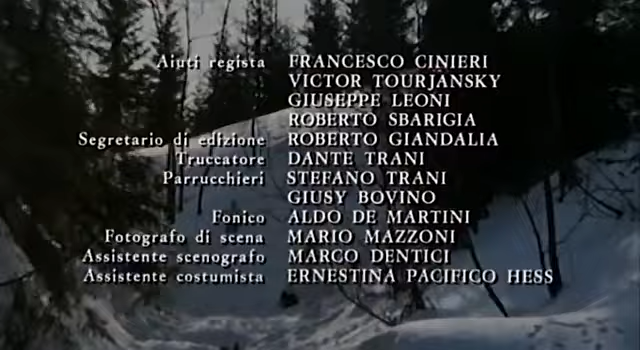 Aiuti regista FRANCESCO CINIERI
VICTOR TOURJANSKY
GIUSEPPE LEONI
ROBERTO SBARIGIA
Segretario di edizione ROBERTO GIANDALIA
Truccatore DANTE TRANI
Parrucchieri STEFANO TRANI
GIUSY BOVINO
Fonico ALDO DE MARTINI
Fotografo di scena MARIO MAZZONI
Assistente scenografo MARCO DENTICI
Assistente costumista ERNESTINA PACIFICO HESS